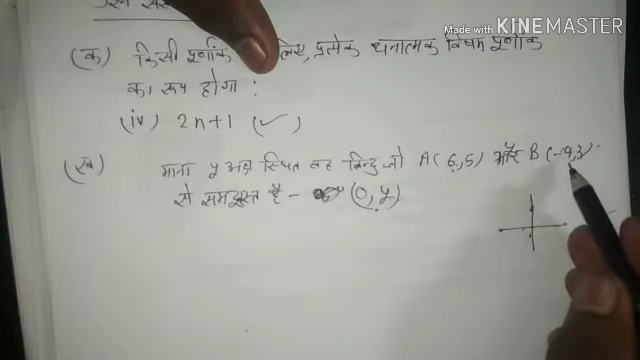 Made with KINEMASTER
(क) किसी पूर्णांक लिए, प्रत्येक धनात्मक विषम पूर्णांक
का रूप होगा :
(iv) 2n+1 (✓)
(ख) माना y अक्ष स्थित वह बिन्दु जो A(6,5) और B(-4,3)
से समदूरस्त है - (0, y)